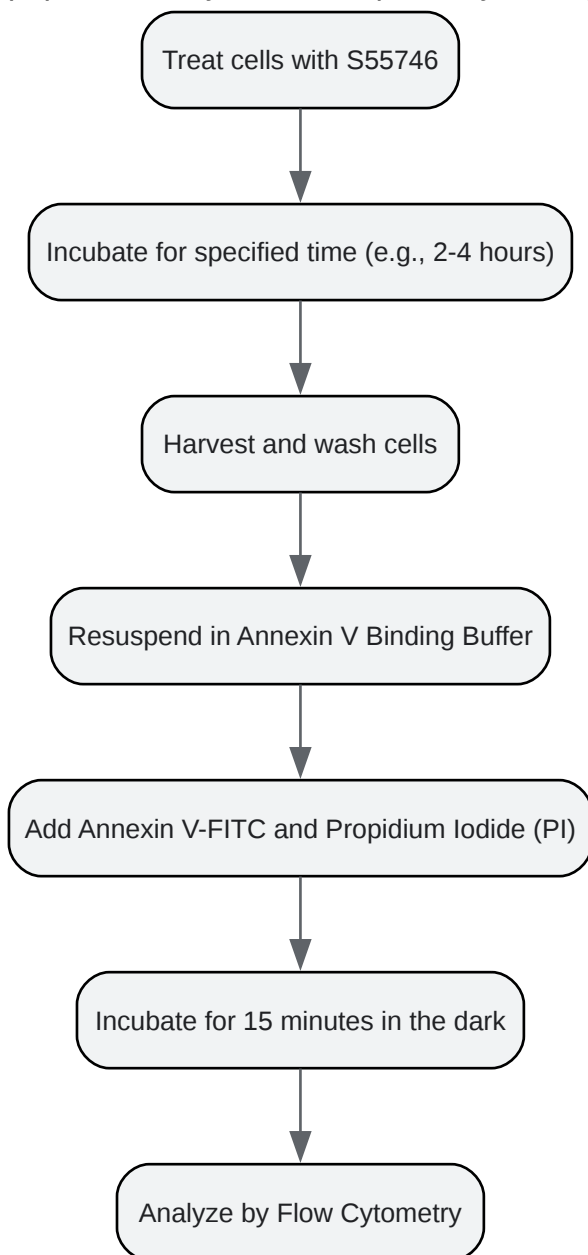 Treat cells with S55746
Incubate for specified time (e.g., 2-4 hours)
Harvest and wash cells
Resuspend in Annexin V Binding Buffer
Add Annexin V-FITC and Propidium Iodide (PI)
Incubate for 15 minutes in the dark
Analyze by Flow Cytometry